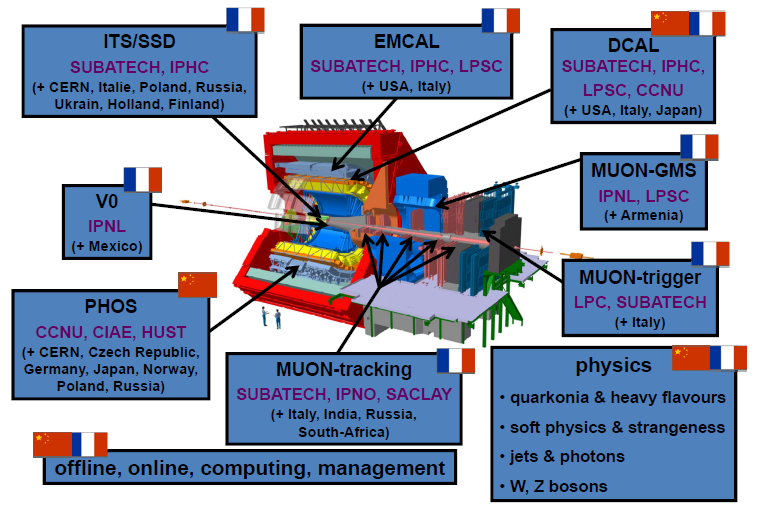 ITS/SSD
SUBATECH, IPHC
(+ CERN, Italie, Poland, Russia,
Ukrain, Holland, Finland)
EMCAL
SUBATECH, IPHC, LPSC
(+ USA, Italy)
DCAL
SUBATECH, IPHC,
LPSC, CCNU
(+ USA, Italy, Japan)
V0
IPNL
(+ Mexico)
MUON-GMS
IPNL, LPSC
(+ Armenia)
PHOS
CCNU, CIAE, HUST
(+ CERN, Czech Republic,
Germany, Japan, Norway,
Poland, Russia)
MUON-trigger
LPC, SUBATECH
(+ Italy)
MUON-tracking
SUBATECH, IPNO, SACLAY
(+ Italy, India, Russia,
South-Africa)
physics
• quarkonia & heavy flavours
• soft physics & strangeness
• jets & photons
• W, Z bosons
offline, online, computing, management